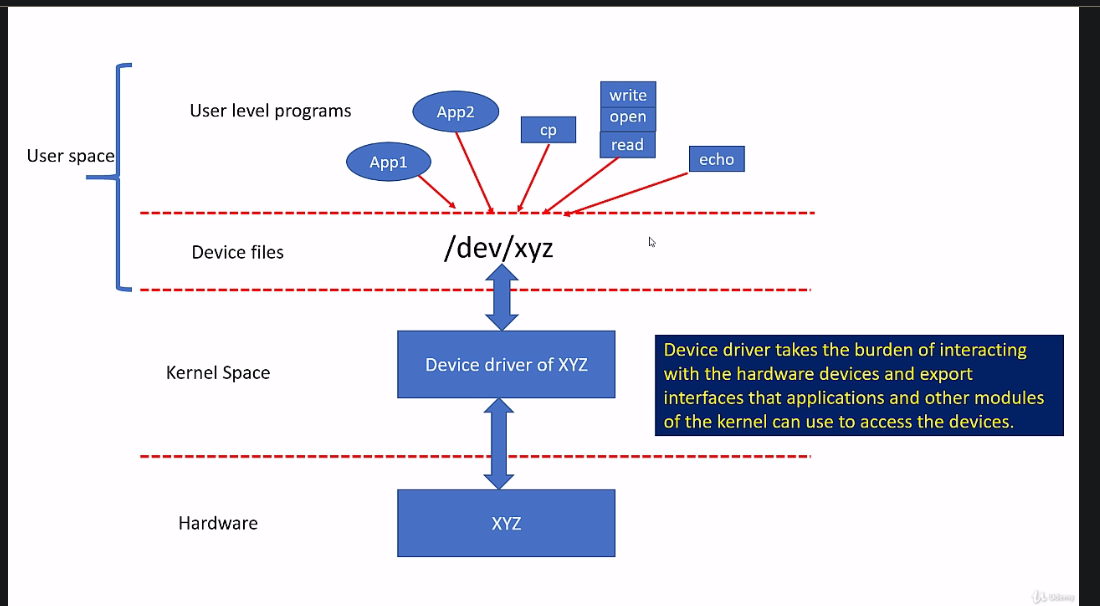 User space
User level programs
App1
App2
cp
write
open
read
echo
Device files
/dev/xyz
Kernel Space
Device driver of XYZ
Device driver takes the burden of interacting
with the hardware devices and export
interfaces that applications and other modules
of the kernel can use to access the devices.
Hardware
XYZ
Udemy